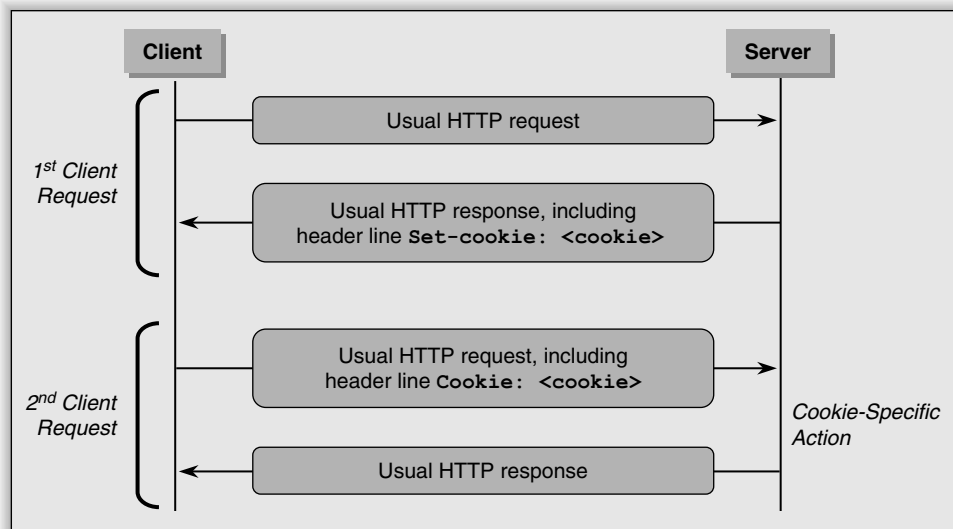 Client
Server
Usual HTTP request
1st Client
Request
Usual HTTP response, including
header line Set-cookie: <cookie>
Usual HTTP request, including
header line Cookie: <cookie>
2nd Client
Request
Cookie-Specific
Action
Usual HTTP response